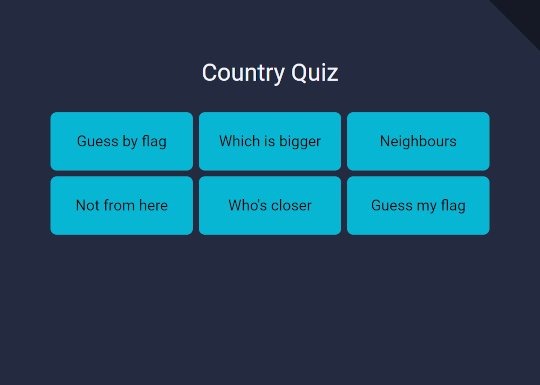 Country Quiz
Guess by flag
Which is bigger
Neighbours
Not from here
Who's closer
Guess my flag